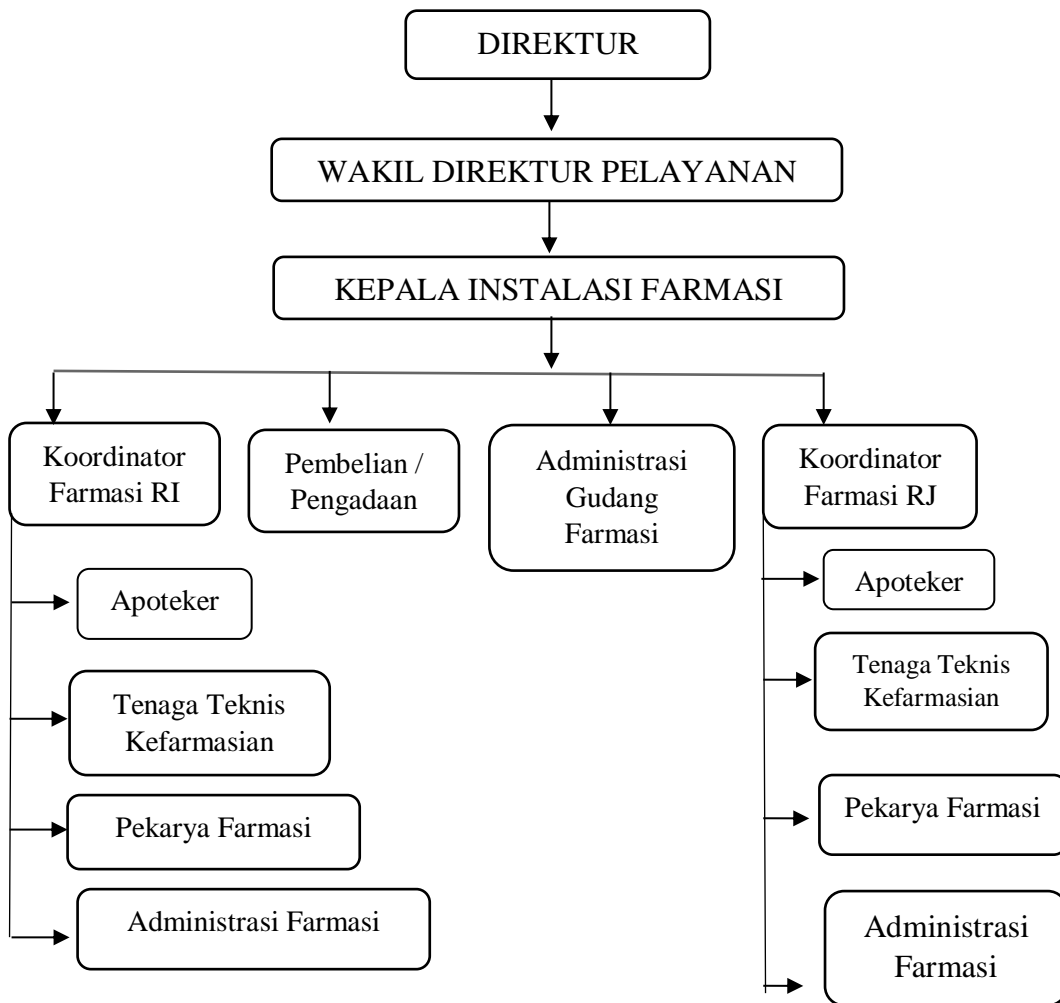 DIREKTUR
WAKIL DIREKTUR PELAYANAN
KEPALA INSTALASI FARMASI
Koordinator
Farmasi RI
Pembelian /
Pengadaan
Administrasi
Gudang
Farmasi
Koordinator
Farmasi RJ
Apoteker
Tenaga Teknis
Kefarmasian
Pekarya Farmasi
Administrasi Farmasi
Apoteker
Tenaga Teknis
Kefarmasian
Pekarya Farmasi
Administrasi
Farmasi